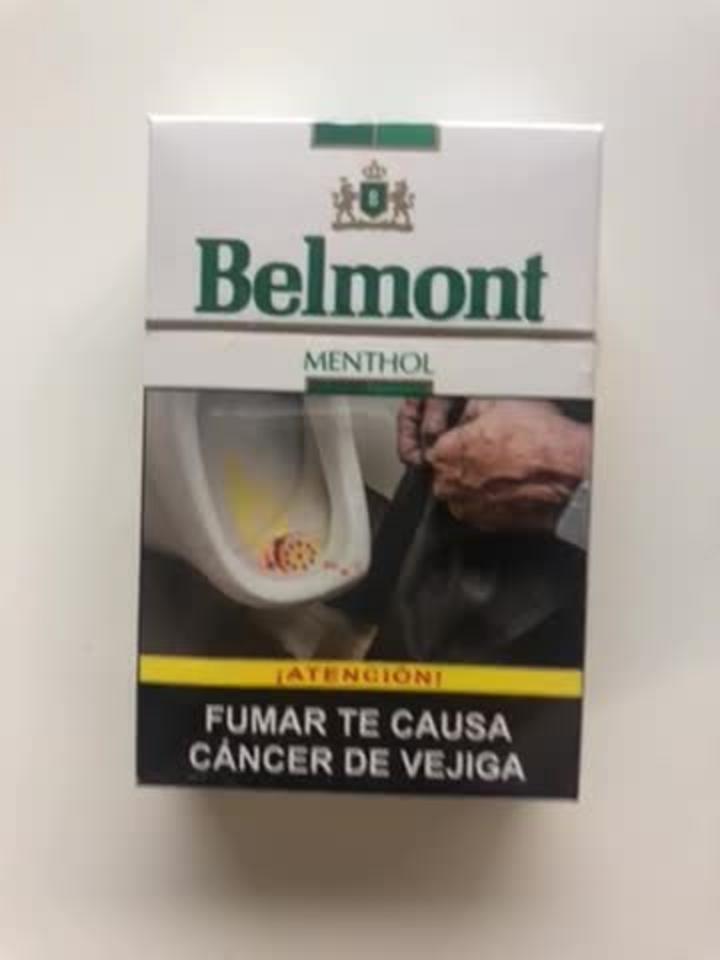 B
Belmont
MENTHOL
¡ATENCIÓN!
FUMAR TE CAUSA
CÁNCER DE VEJIGA